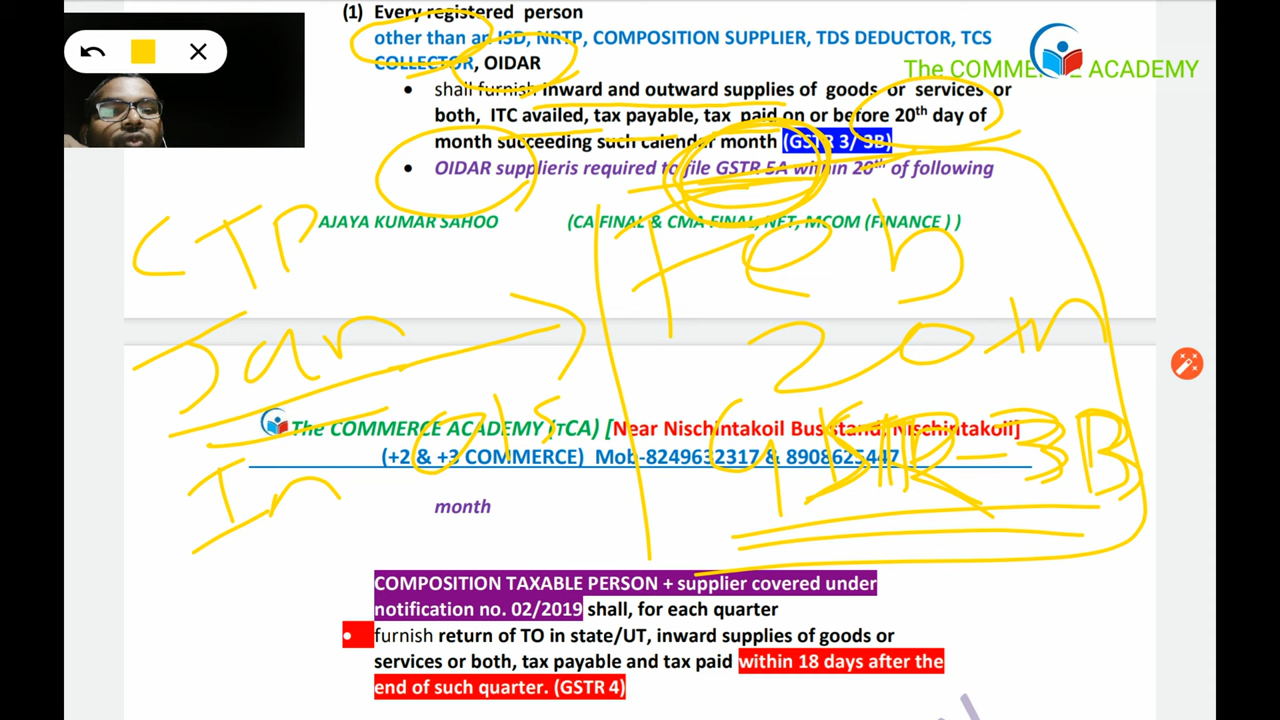 (1) Every registered person
other than an ISD, NRTP, COMPOSITION SUPPLIER, TDS DEDUCTOR, TCS
COLLECTOR, OIDAR
The COMMERCE ACADEMY
• shall furnish inward and outward supplies of goods or services or
both, ITC availed, tax payable, tax paid on or before 20th day of
month succeeding such calendar month (GSTR 3/ 3B)
• OIDAR supplieris required to file GSTR 5A within 20th of following
AJAYA KUMAR SAHOO (CA FINAL & CMA FINAL, NET, MCOM (FINANCE ) )
CTP
Feb
Jan
20th
The COMMERCE ACADEMY (TCA) [Near Nischintakoil Bus stand, Nischintakoil]
(+2 & +3 COMMERCE) Mob-8249632317 & 8908625447
GSTR-3B
In
o/s
month
COMPOSITION TAXABLE PERSON + supplier covered under
notification no. 02/2019 shall, for each quarter
• furnish return of TO in state/UT, inward supplies of goods or
services or both, tax payable and tax paid within 18 days after the
end of such quarter. (GSTR 4)